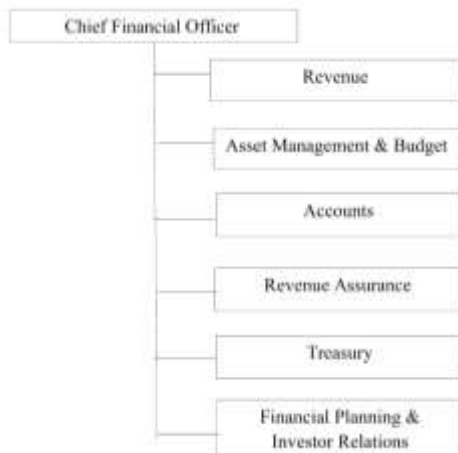 Chief Financial Officer
Revenue
Asset Management & Budget
Accounts
Revenue Assurance
Treasury
Financial Planning &
Investor Relations